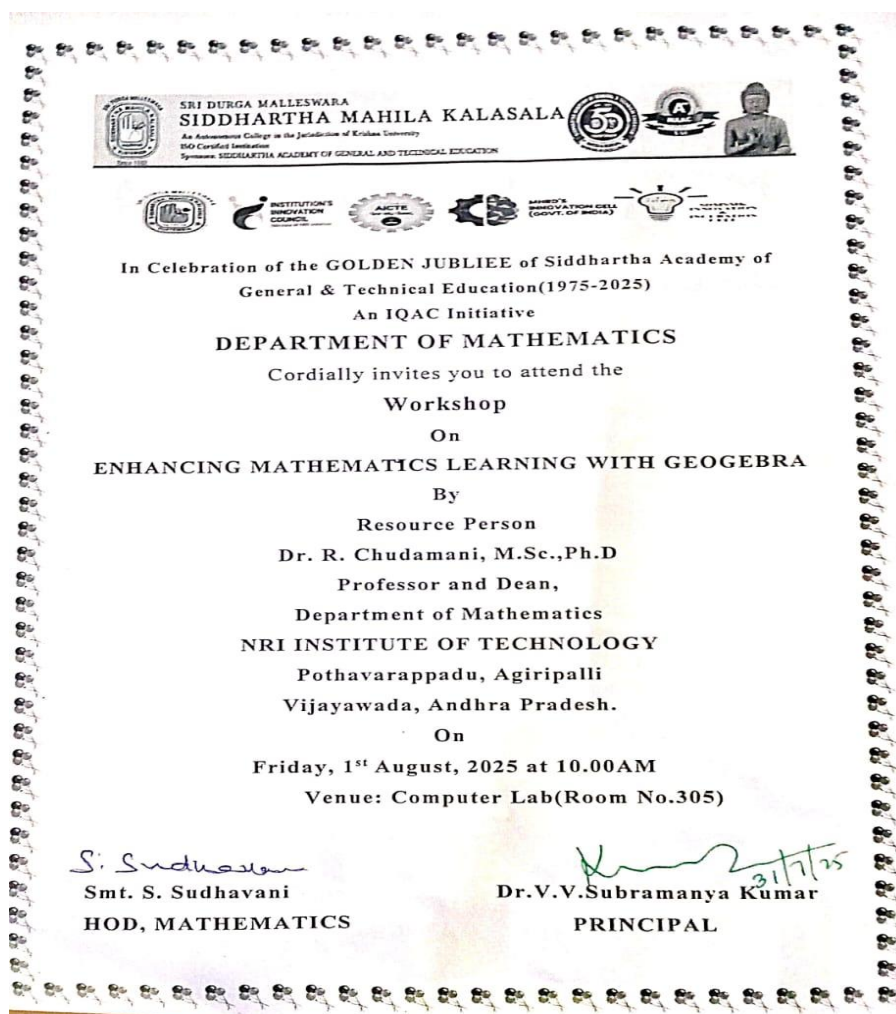 SRI DURGA MALLESWARA
SIDDHARTHA MAHILA KALASALA
An Autonomous College in the Jurisdiction of Krishna University
ISO Certified Institution
Sponsors: SIDDHARTHA ACADEMY OF GENERAL AND TECHNICAL EDUCATION
INSTITUTION'S
INNOVATION
COUNCIL
AICTE
MHRD'S
INNOVATION CELL
(GOVT. OF INDIA)
In Celebration of the GOLDEN JUBLIEE of Siddhartha Academy of
General & Technical Education(1975-2025)
An IQAC Initiative
DEPARTMENT OF MATHEMATICS
Cordially invites you to attend the
Workshop
On
ENHANCING MATHEMATICS LEARNING WITH GEOGEBRA
By
Resource Person
Dr. R. Chudamani, M.Sc.,Ph.D
Professor and Dean,
Department of Mathematics
NRI INSTITUTE OF TECHNOLOGY
Pothavarappadu, Agiripalli
Vijayawada, Andhra Pradesh.
On
Friday, 1st August, 2025 at 10.00AM
Venue: Computer Lab(Room No.305)
S. Sudhavani
31/7/25
Smt. S. Sudhavani
Dr.V.V.Subramanya Kumar
HOD, MATHEMATICS
PRINCIPAL